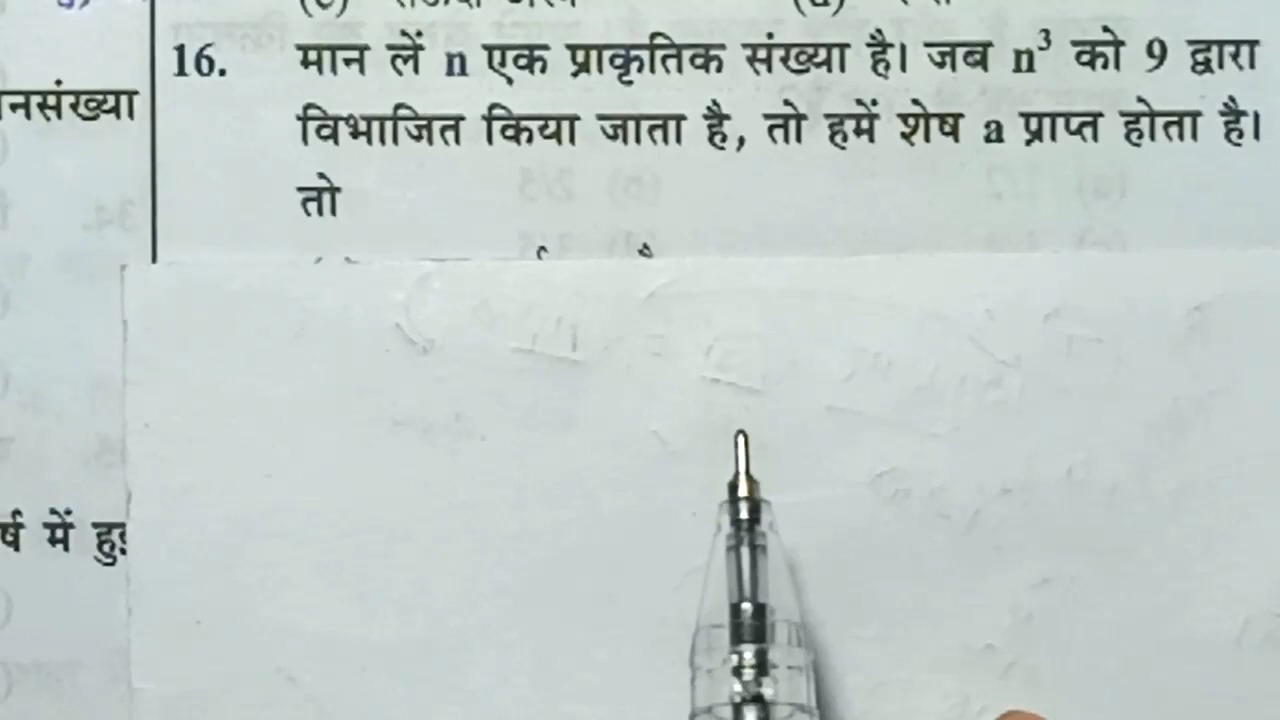 नसंख्या
16. मान लें n एक प्राकृतिक संख्या है। जब n³ को 9 द्वारा
विभाजित किया जाता है, तो हमें शेष a प्राप्त होता है।
तो
र्ष में हुई